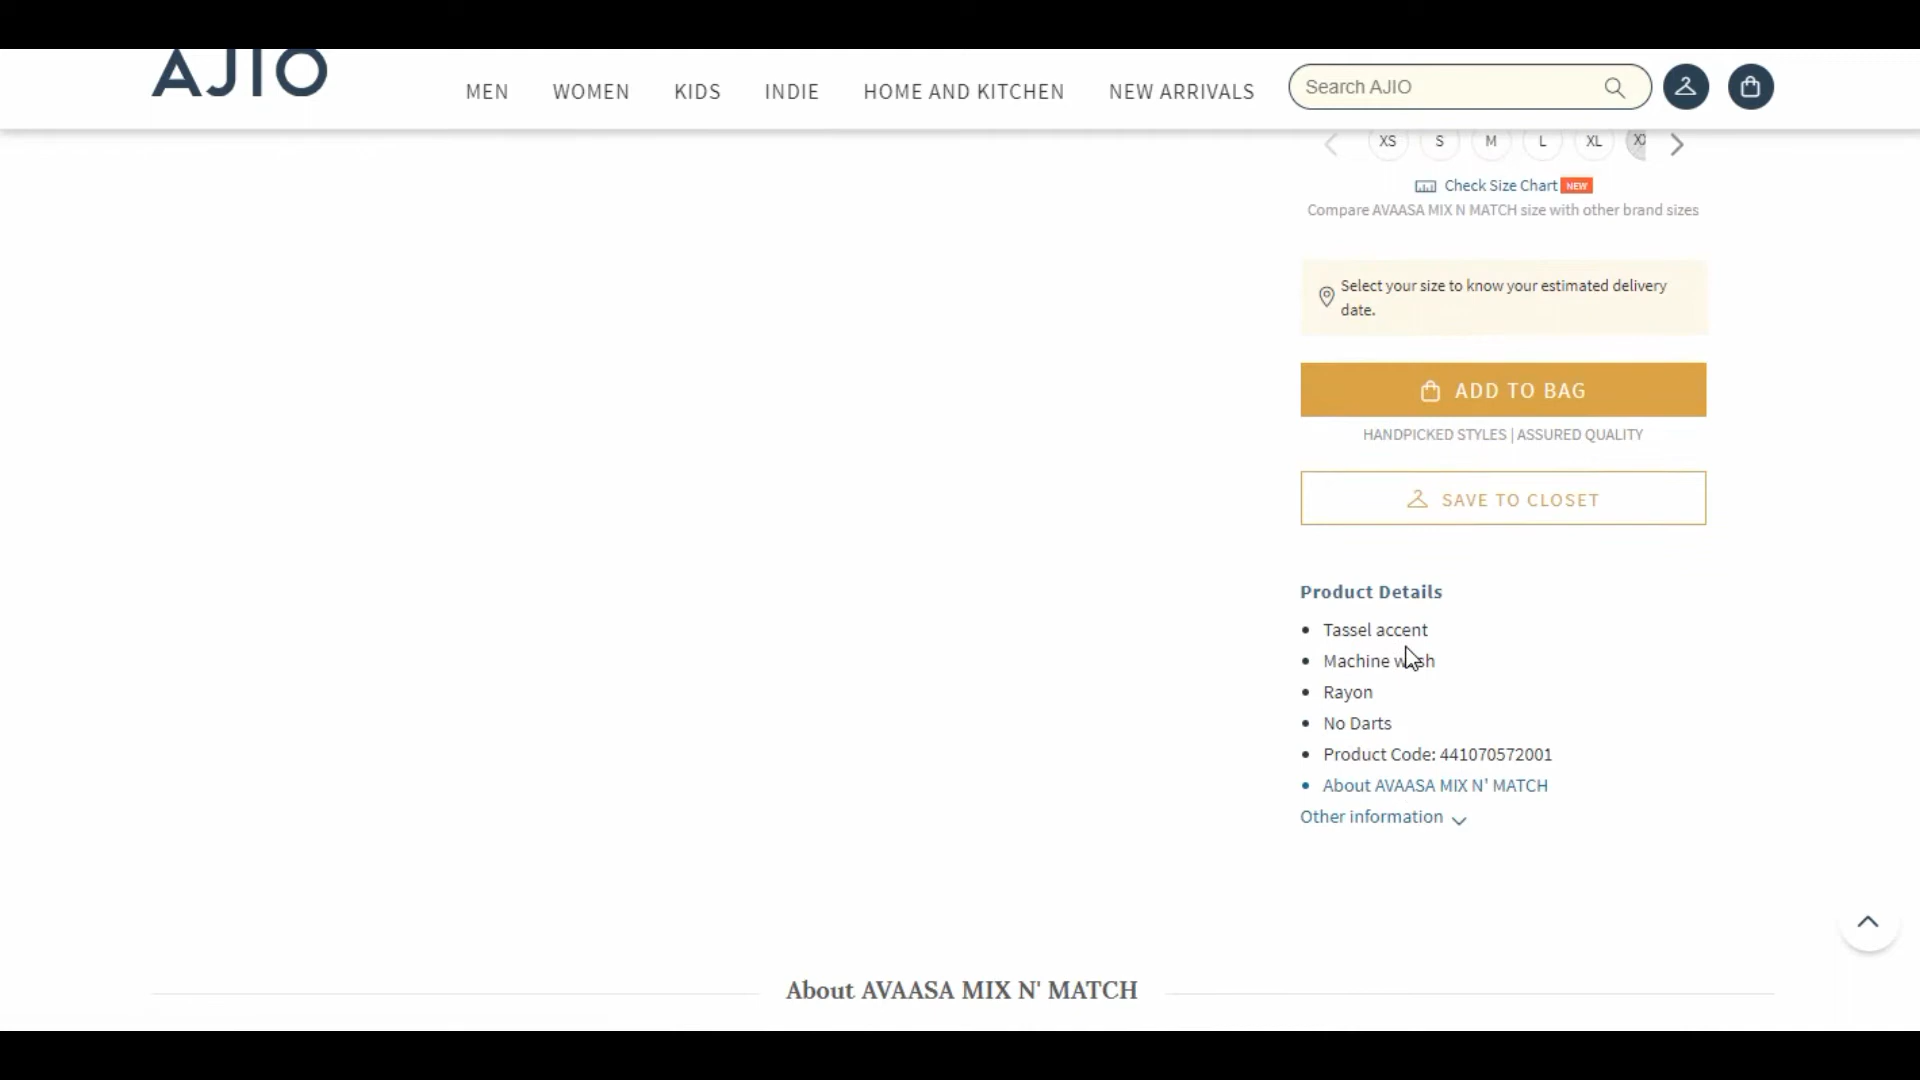 AJIO
MEN WOMEN KIDS INDIE HOME AND KITCHEN NEW ARRIVALS Search AJIO
XS S M L XL
Check Size Chart NEW
Compare AVAASA MIX N MATCH size with other brand sizes
Select your size to know your estimated delivery
date.
ADD TO BAG
HANDPICKED STYLES | ASSURED QUALITY
SAVE TO CLOSET
Product Details
• Tassel accent
• Machine wash
• Rayon
• No Darts
• Product Code: 441070572001
• About AVAASA MIX N' MATCH
Other information
About AVAASA MIX N' MATCH